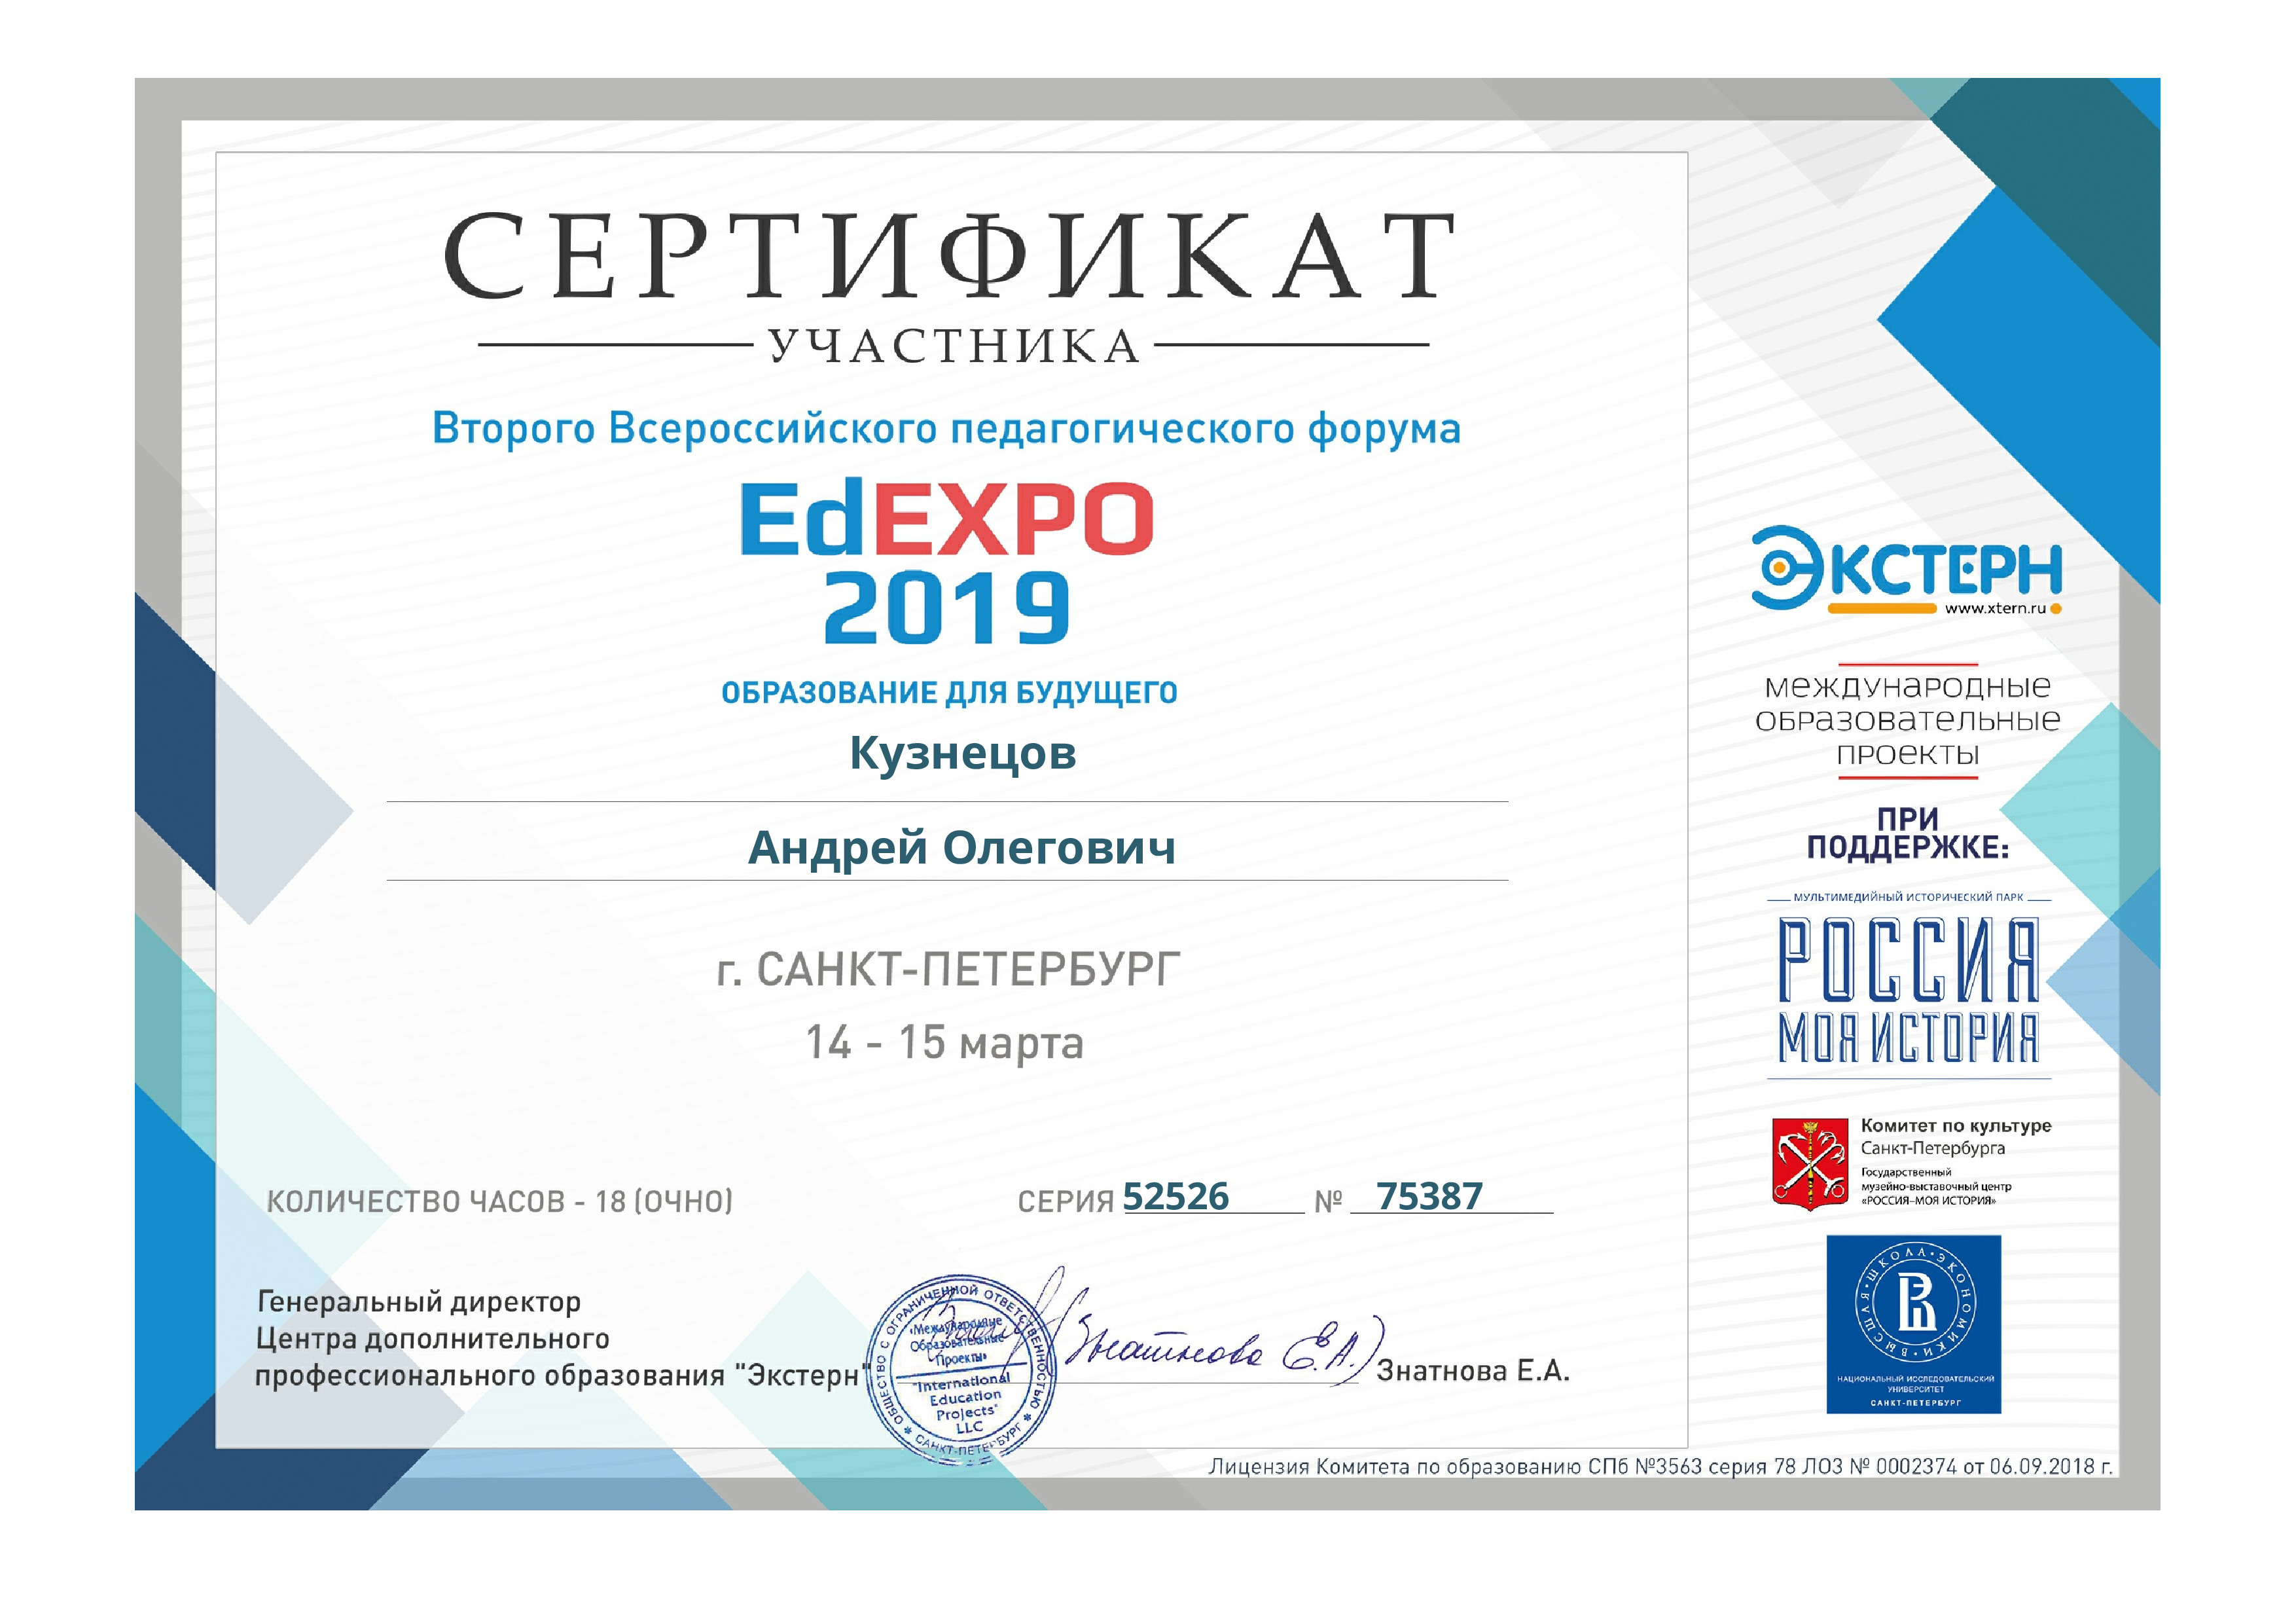 СЕРТИФИКАТ
УЧАСТНИКА
Второго Всероссийского педагогического форума
EdEXPO
2019
ОБРАЗОВАНИЕ ДЛЯ БУДУЩЕГО
Кузнецов
Андрей Олегович
г. САНКТ-ПЕТЕРБУРГ
14 - 15 марта
КОЛИЧЕСТВО ЧАСОВ - 18 (ОЧНО)
СЕРИЯ 52526 № 75387
Генеральный директор
Центра дополнительного
профессионального образования "Экстерн"
ОБЩЕСТВО С ОГРАНИЧЕННОЙ ОТВЕТСТВЕННОСТЬЮ
* САНКТ-ПЕТЕРБУРГ *
«Международные
Образовательные
Проекты»
"International
Education
Projects"
LLC
Знатнова Е.А.)
Знатнова Е.А.
ЭКСТЕРН
www.xtern.ru
МЕЖДУНАРОДНЫЕ
ОБРАЗОВАТЕЛЬНЫЕ
ПРОЕКТЫ
ПРИ
ПОДДЕРЖКЕ:
МУЛЬТИМЕДИЙНЫЙ ИСТОРИЧЕСКИЙ ПАРК
РОССИЯ
МОЯ ИСТОРИЯ
Комитет по культуре
Санкт-Петербурга
Государственный
музейно-выставочный центр
«РОССИЯ–МОЯ ИСТОРИЯ»
ВЫСШАЯ • ШКОЛА • ЭКОНОМИКИ •
НАЦИОНАЛЬНЫЙ ИССЛЕДОВАТЕЛЬСКИЙ
УНИВЕРСИТЕТ
САНКТ-ПЕТЕРБУРГ
Лицензия Комитета по образованию СПб №3563 серия 78 ЛОЗ № 0002374 от 06.09.2018 г.